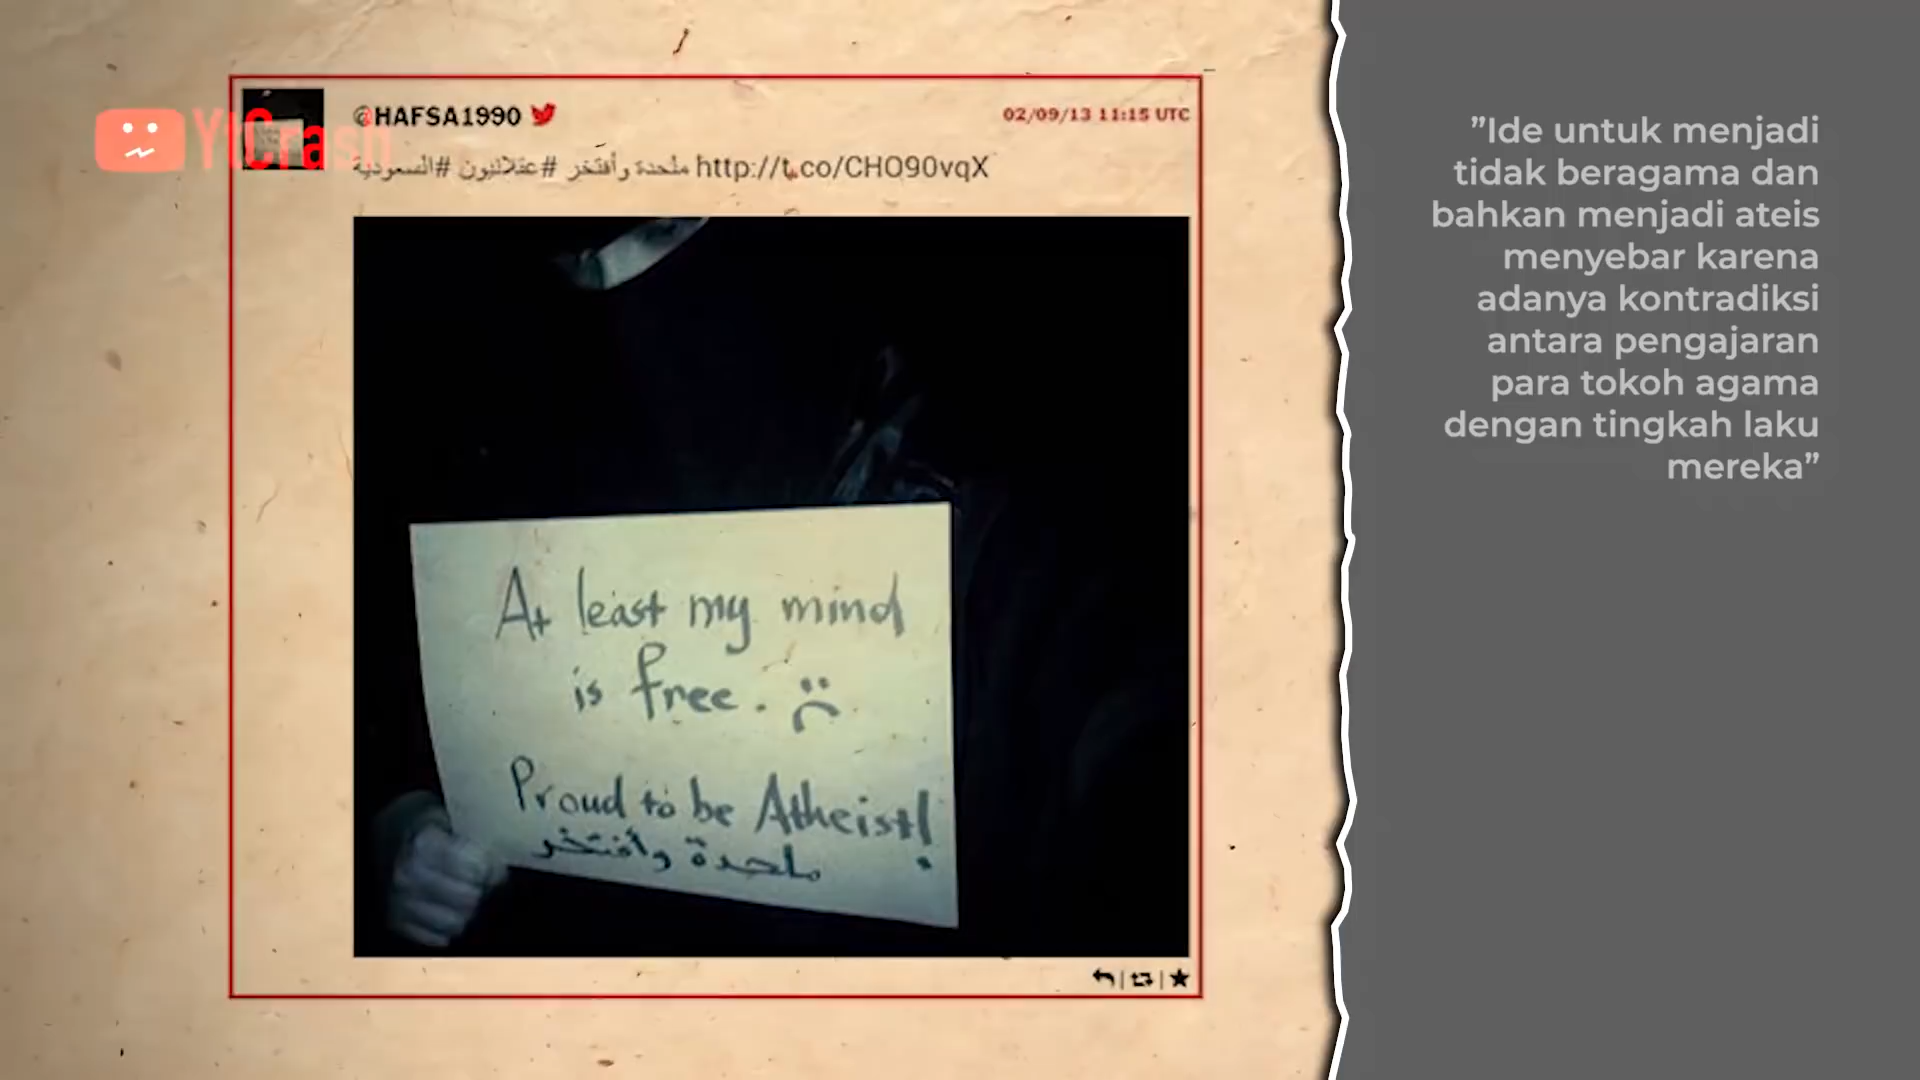 @HAFSA1990
02/09/13 11:15 UTC
YtCrash
ملحدة وأفتخر #عقلانيون #السعودية http://t.co/CHO90vqX
At least my mind
is free. :(
Proud to be Atheist!
ملحدة وأفتخر
”Ide untuk menjadi
tidak beragama dan
bahkan menjadi ateis
menyebar karena
adanya kontradiksi
antara pengajaran
para tokoh agama
dengan tingkah laku
mereka”